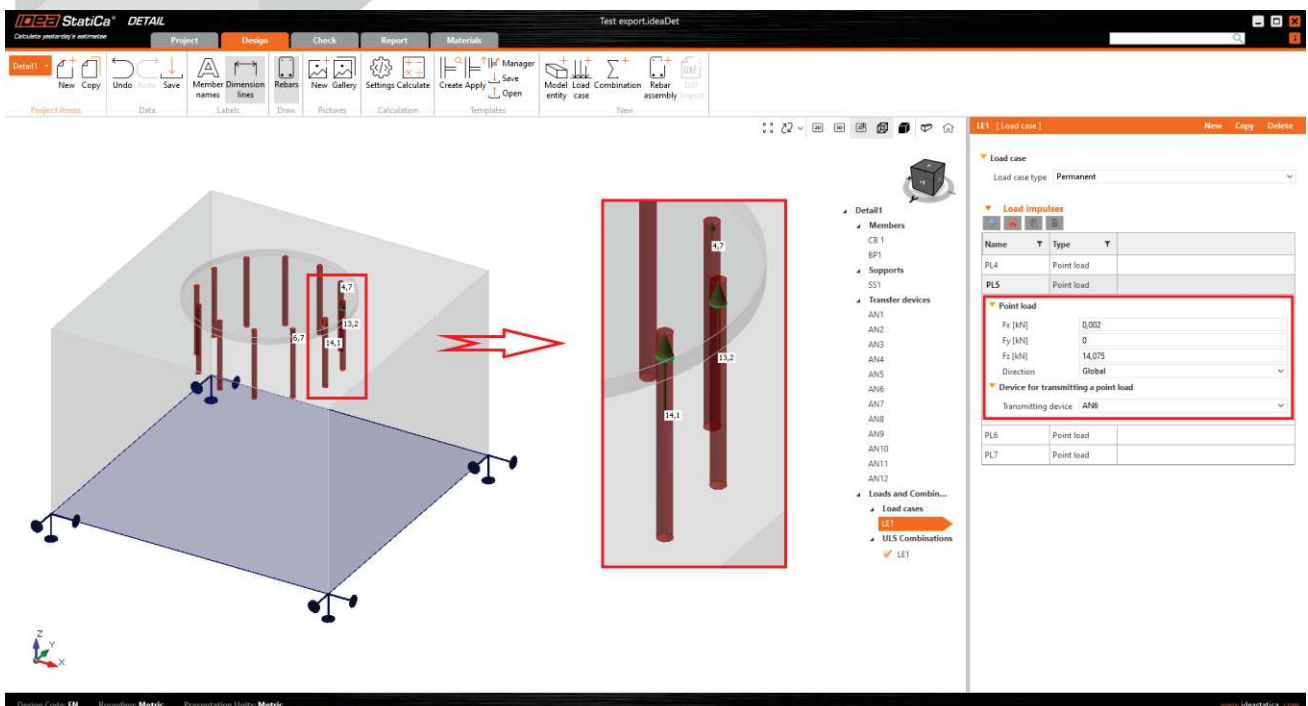 IDEA StatiCa® DETAIL
Calculate yesterday's estimates
Test export.ideaDet
Project Design Check Report Materials
Detail1
New Copy
Undo Redo Save
Member names
Dimension lines
Rebars
New Gallery
Settings Calculate
Create Apply
Manager
Save
Open
Model entity
Load case
Combination
Rebar assembly
DXF Import
Project Items Data Labels Draw Pictures Calculation Templates New
4,7
13,2
6,7
14,1
4,7
13,2
14,1
Z
Y
X
Detail1
Members
CB 1
BP1
Supports
SS1
Transfer devices
AN1
AN2
AN3
AN4
AN5
AN6
AN7
AN8
AN9
AN10
AN11
AN12
Loads and Combin...
Load cases
LE1
ULS Combinations
LE1
LE1 [Load case] New Copy Delete
Load case
Load case type Permanent
Load impulses
Name Type
PL4 Point load
PL5 Point load
Point load
Fx [kN] 0,002
Fy [kN] 0
Fz [kN] 14,075
Direction Global
Device for transmitting a point load
Transmitting device AN6
PL6 Point load
PL7 Point load
Design Code: EN Metric Presentation Units: Metric
www.ideastatica.com